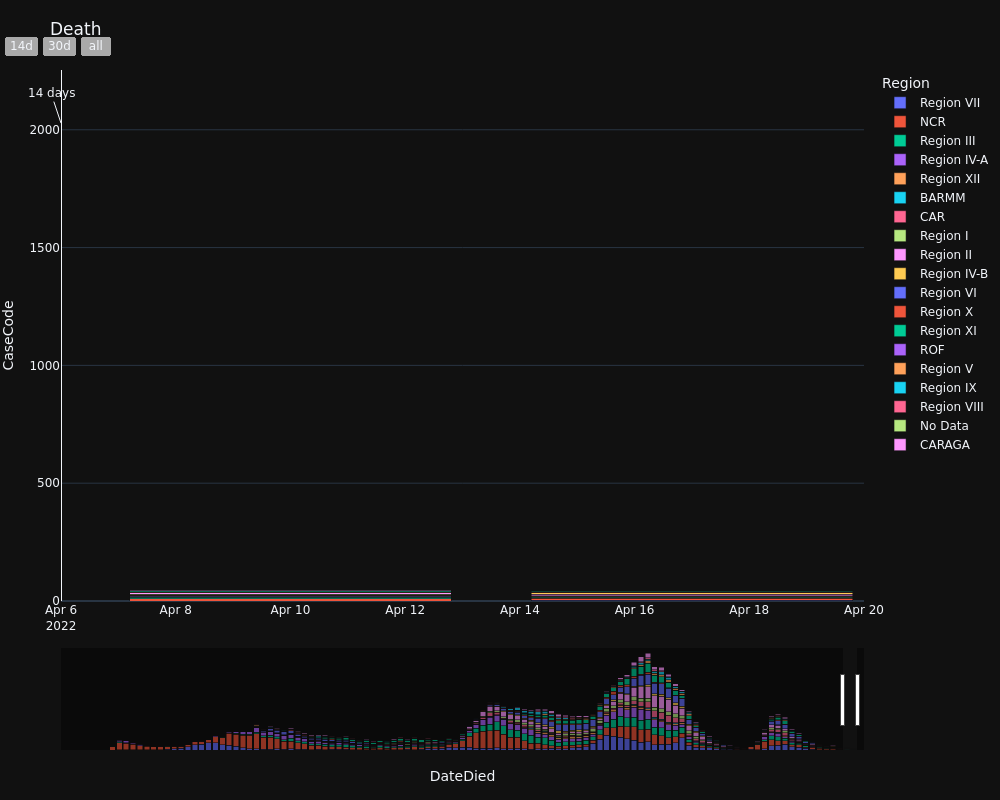 Death
14d 30d all
14 days
2000
1500
1000
500
0
CaseCode
Apr 6
2022
Apr 8
Apr 10
Apr 12
Apr 14
Apr 16
Apr 18
Apr 20
DateDied
Region
Region VII
NCR
Region III
Region IV-A
Region XII
BARMM
CAR
Region I
Region II
Region IV-B
Region VI
Region X
Region XI
ROF
Region V
Region IX
Region VIII
No Data
CARAGA